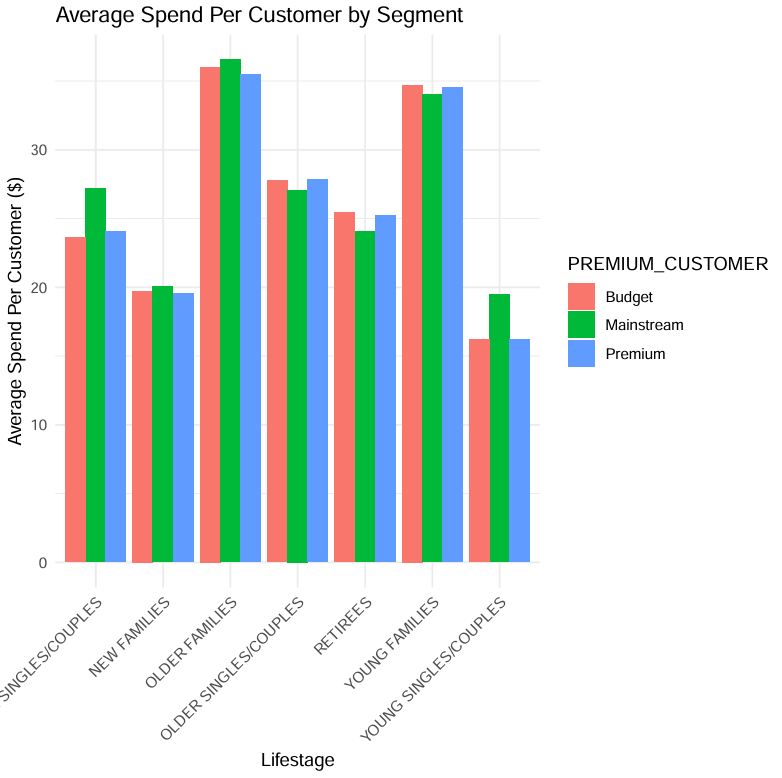 Average Spend Per Customer by Segment
Average Spend Per Customer ($)
30
20
10
0
SINGLES/COUPLES
NEW FAMILIES
OLDER FAMILIES
OLDER SINGLES/COUPLES
RETIREES
YOUNG FAMILIES
YOUNG SINGLES/COUPLES
Lifestage
PREMIUM_CUSTOMER
Budget
Mainstream
Premium